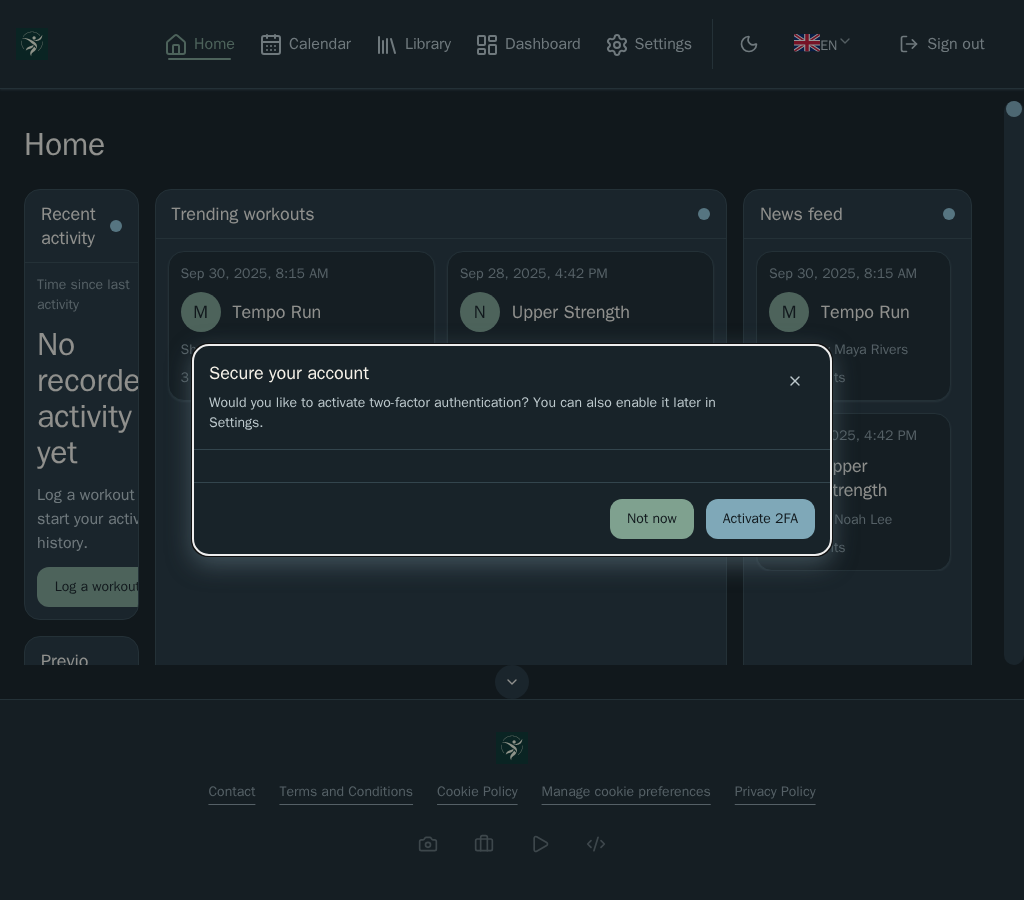 Home
Calendar
Library
Dashboard
Settings
EN
Sign out
Home
Recent
activity
Time since last
activity
No
recorde
activity
yet
Log a workout
start your activ
history.
Log a workout
Previo
Trending workouts
Sep 30, 2025, 8:15 AM
M
Tempo Run
Sh
3
Sep 28, 2025, 4:42 PM
N
Upper Strength
News feed
Sep 30, 2025, 8:15 AM
M
Tempo Run
Maya Rivers
ts
025, 4:42 PM
pper
trength
Noah Lee
ts
Secure your account
Would you like to activate two-factor authentication? You can also enable it later in
Settings.
Not now
Activate 2FA
Contact
Terms and Conditions
Cookie Policy
Manage cookie preferences
Privacy Policy